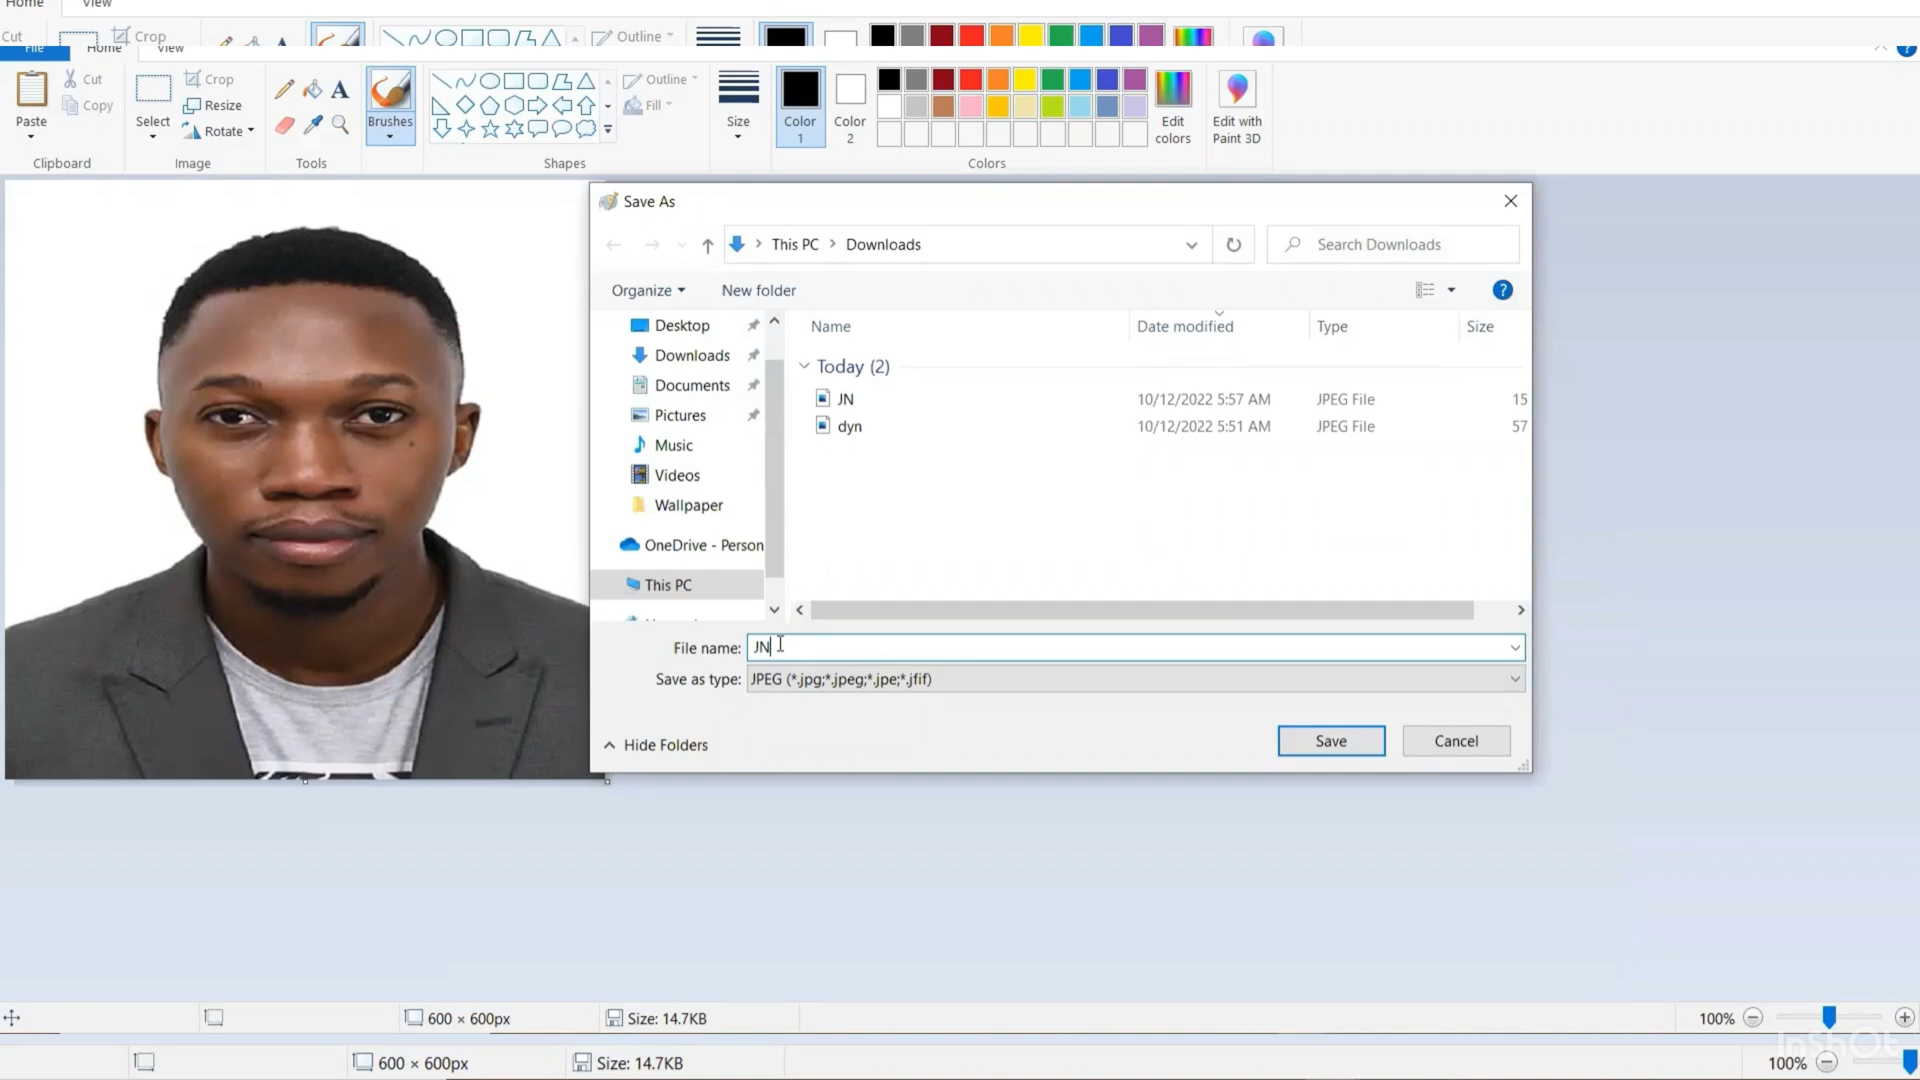 Home View
Cut Crop Outline
File Home View
Paste Cut Copy Select Crop Resize Rotate Brushes Outline Fill Size Color 1 Color 2 Edit colors Edit with Paint 3D
Clipboard Image Tools Shapes Colors
Save As
This PC Downloads Search Downloads
Organize New folder
Name Date modified Type Size
Desktop
Downloads
Documents
Pictures
Music
Videos
Wallpaper
OneDrive - Person
This PC
Today (2)
JN 10/12/2022 5:57 AM JPEG File 15
dyn 10/12/2022 5:51 AM JPEG File 57
File name: JN
Save as type: JPEG (*.jpg;*.jpeg;*.jpe;*.jfif)
Hide Folders Save Cancel
600 × 600px Size: 14.7KB 100%
InShOt
600 × 600px Size: 14.7KB 100%